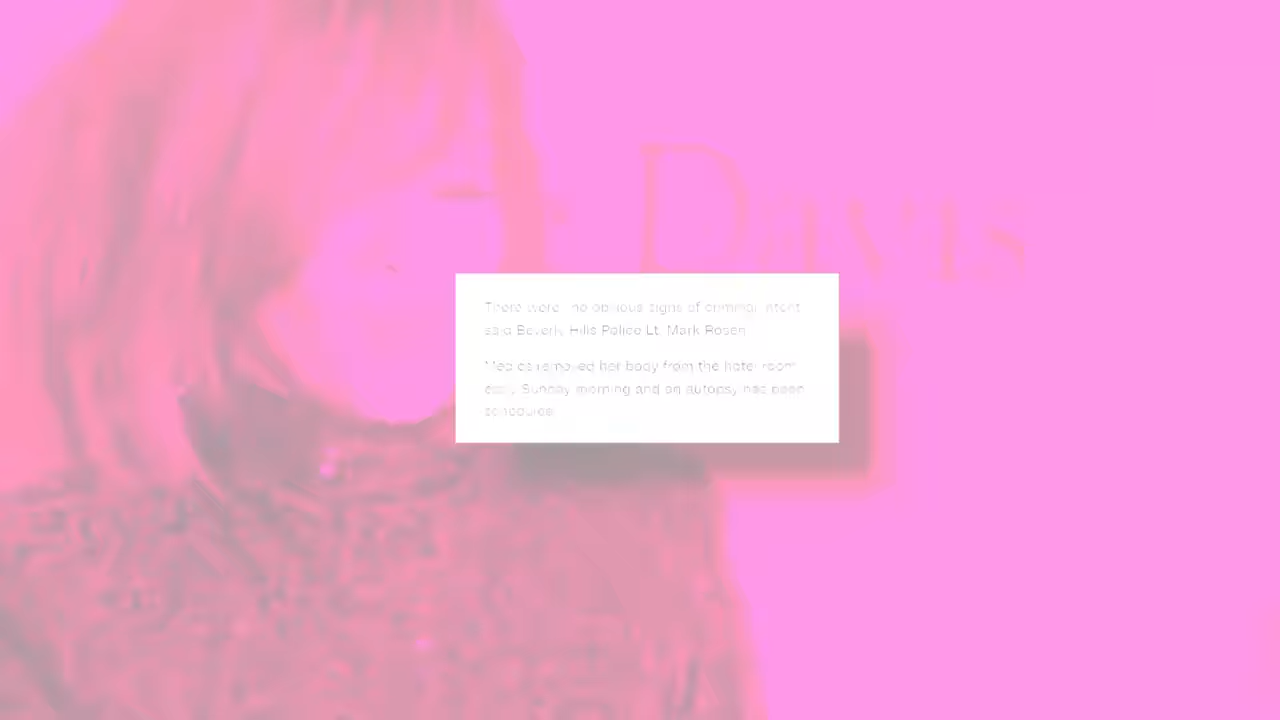 Davis
There were no obvious signs of criminal intent
said Beverly Hills Police Lt. Mark Rosen
Medics removed her body from the hotel room
early Sunday morning and an autopsy has been
scheduled